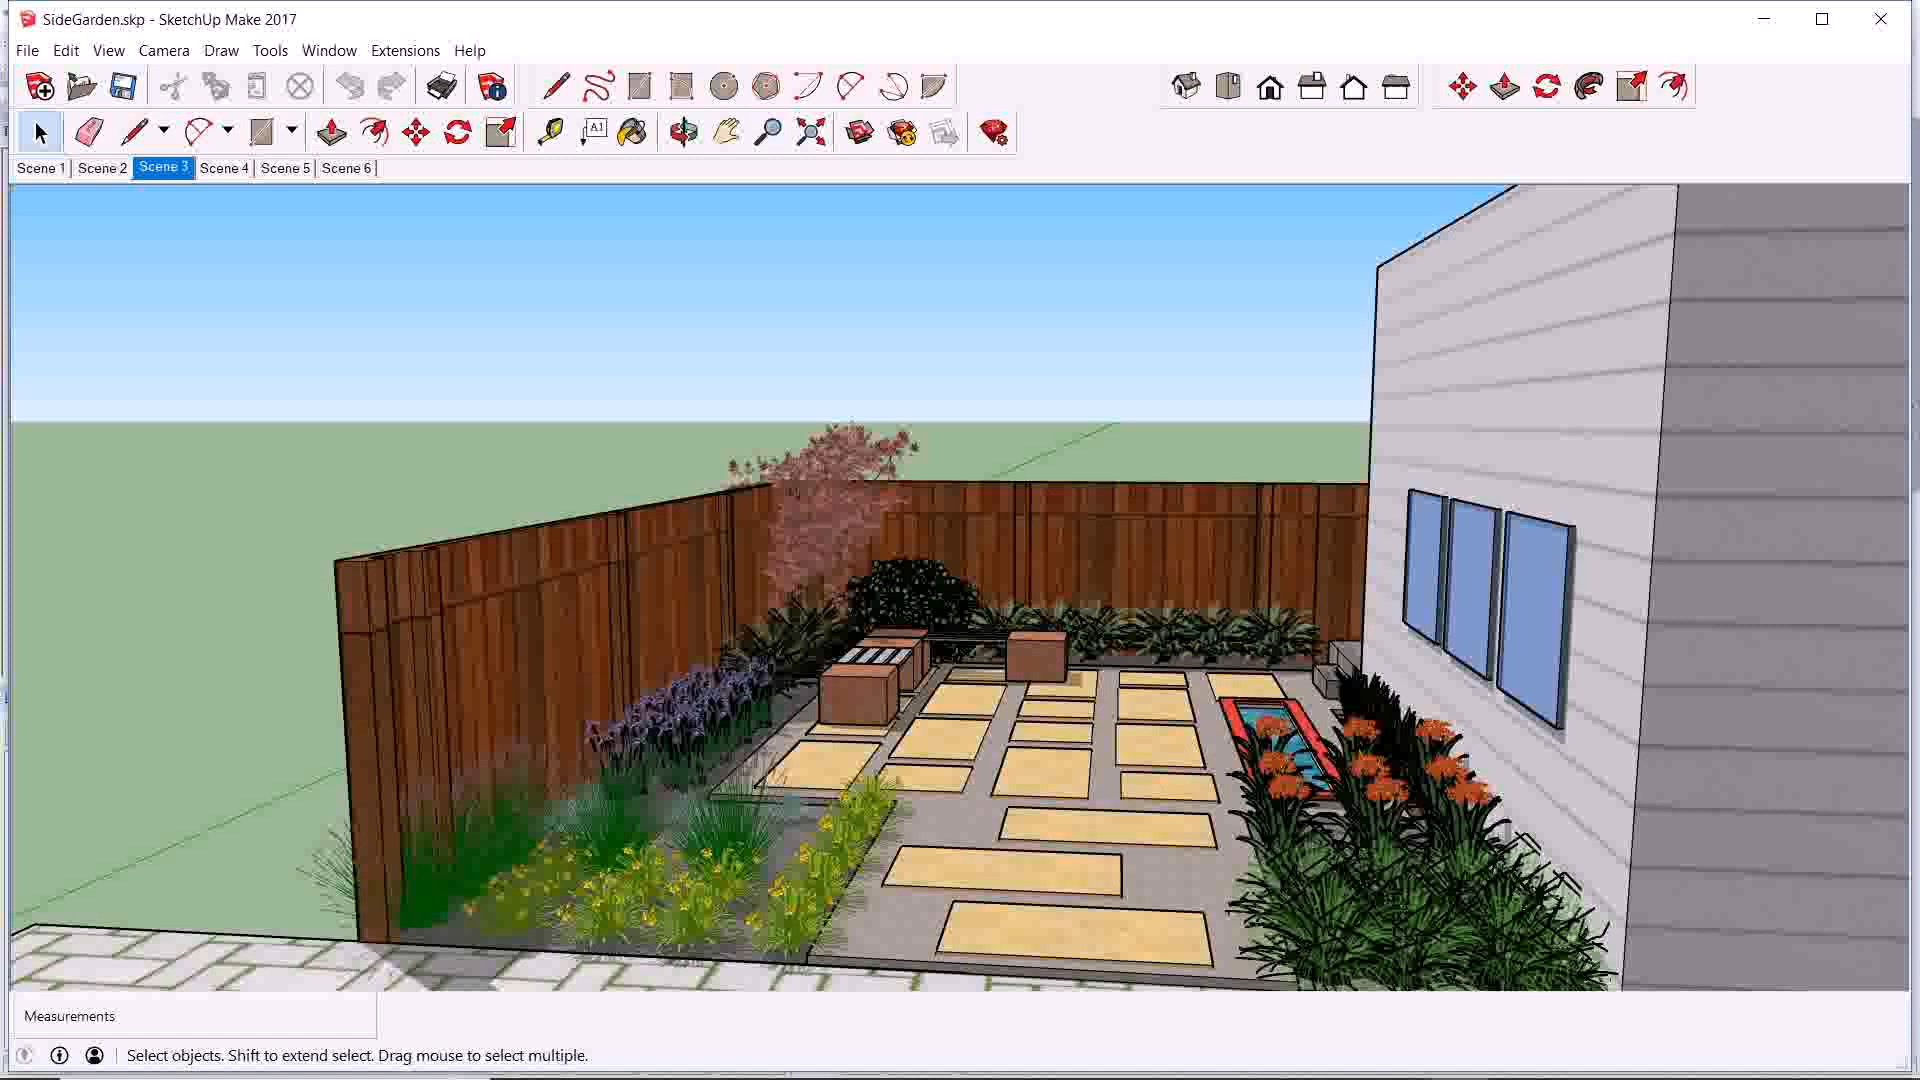 SideGarden.skp - SketchUp Make 2017
File Edit View Camera Draw Tools Window Extensions Help
A1
Scene 1 Scene 2 Scene 3 Scene 4 Scene 5 Scene 6
Measurements
Select objects. Shift to extend select. Drag mouse to select multiple.